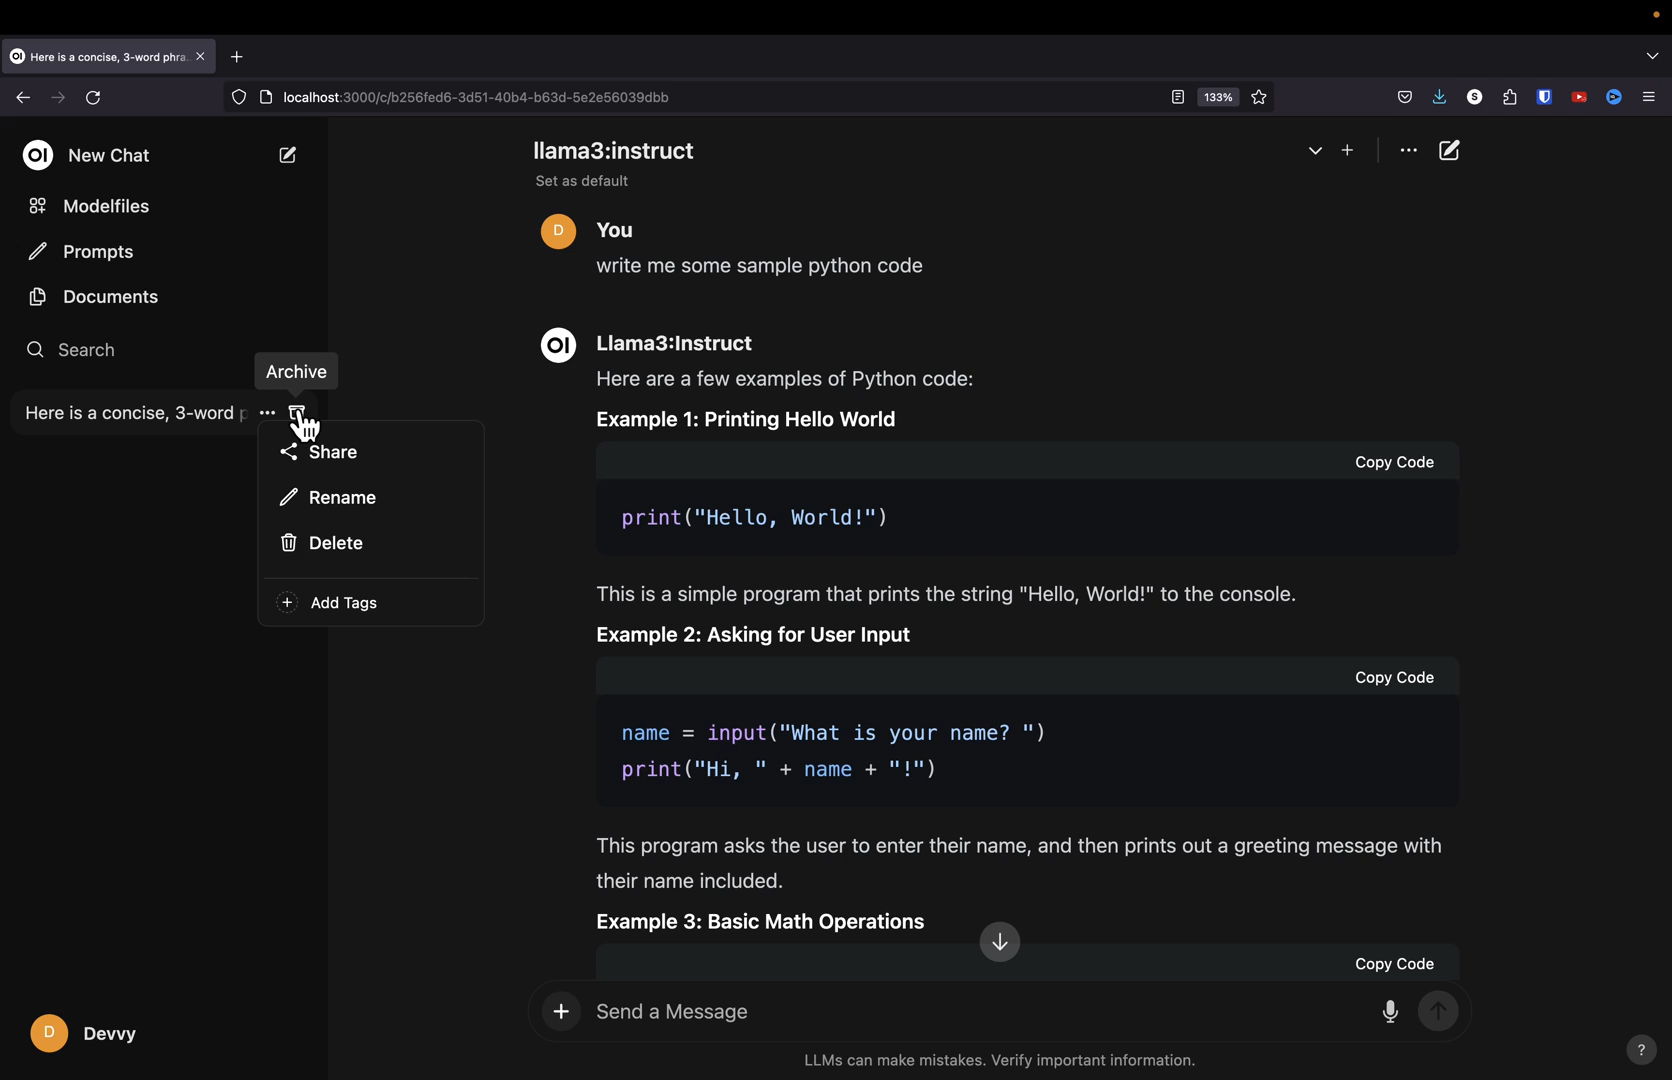 Here is a concise, 3-word phra
localhost:3000/c/b256fed6-3d51-40b4-b63d-5e2e56039dbb
133%
S
OI
New Chat
Modelfiles
Prompts
Documents
Search
Archive
Here is a concise, 3-word p
Share
Rename
Delete
Add Tags
D
Devvy
llama3:instruct
Set as default
D
You
write me some sample python code
OI
Llama3:Instruct
Here are a few examples of Python code:
Example 1: Printing Hello World
Copy Code
print("Hello, World!")
This is a simple program that prints the string "Hello, World!" to the console.
Example 2: Asking for User Input
Copy Code
name = input("What is your name? ")
print("Hi, " + name + "!")
This program asks the user to enter their name, and then prints out a greeting message with
their name included.
Example 3: Basic Math Operations
Copy Code
Send a Message
LLMs can make mistakes. Verify important information.
?